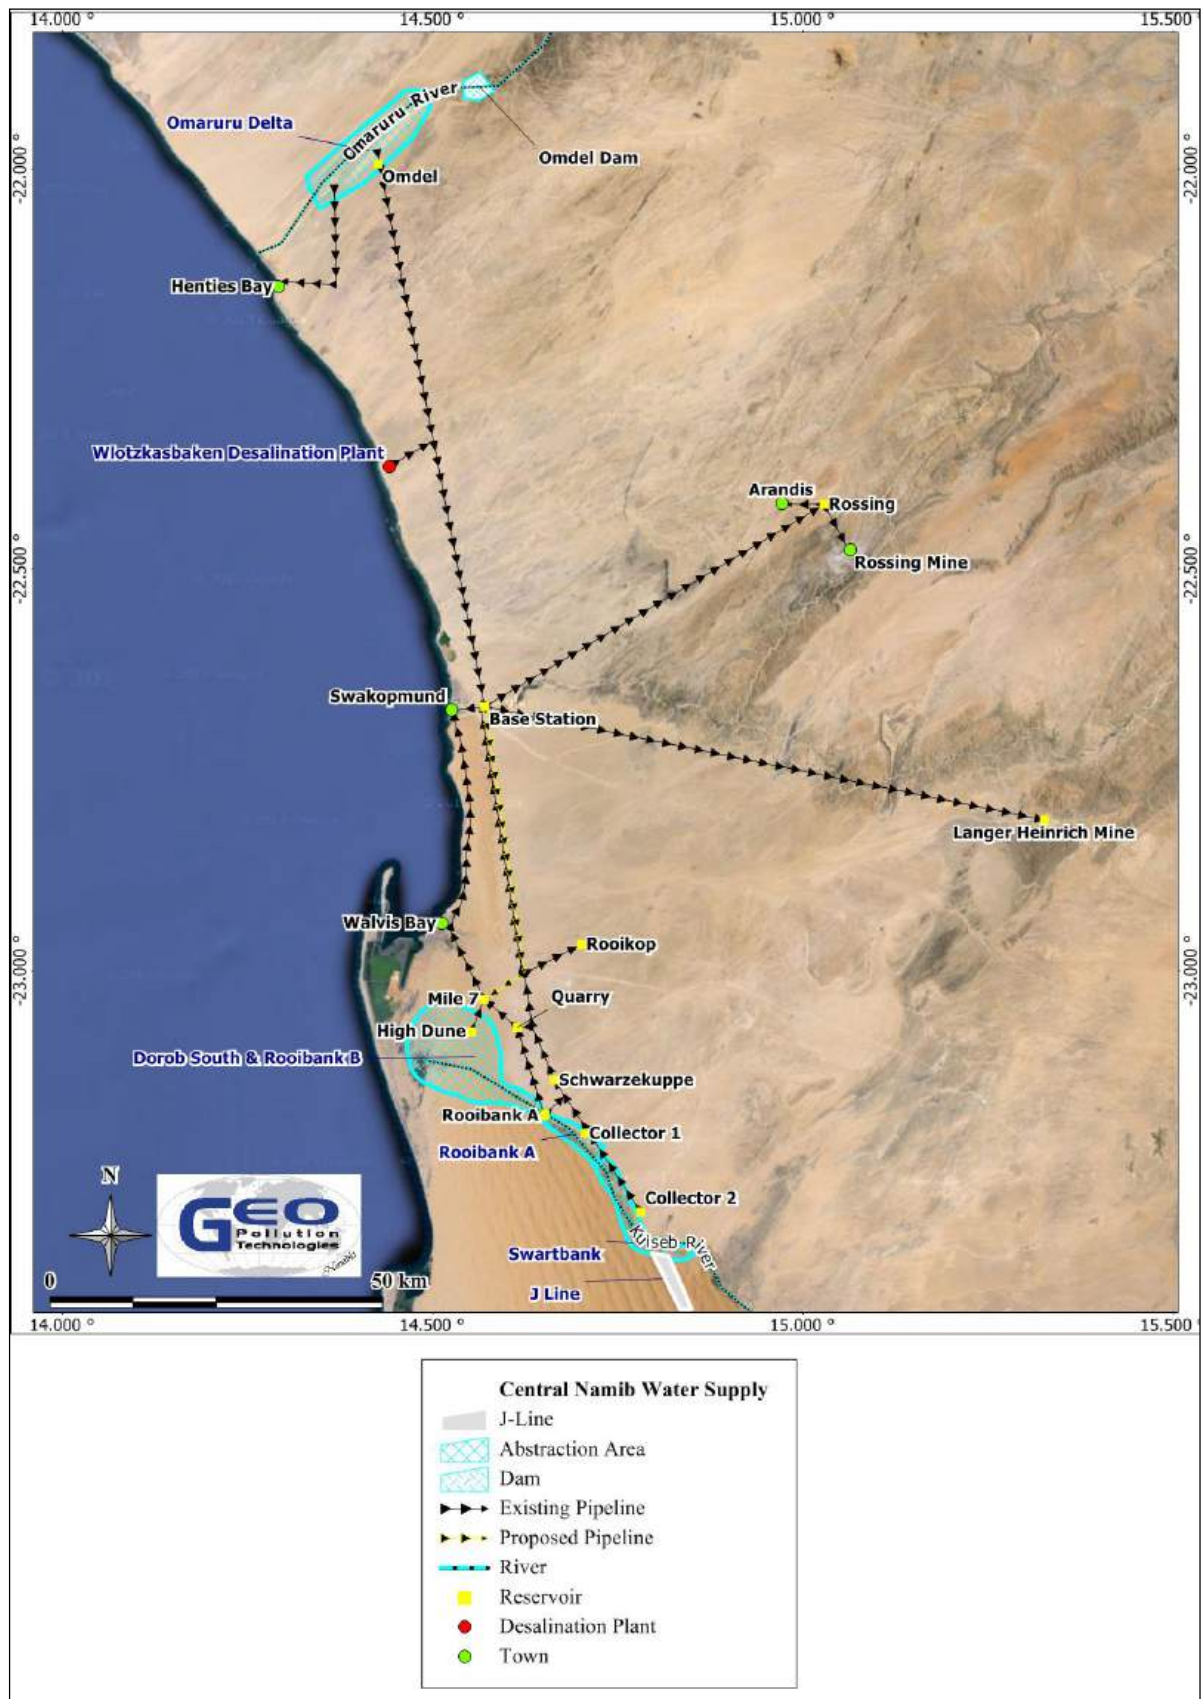 14.000 °
14.500 °
15.000 °
15.500 °
Omaruru River
Omaruru Delta
Omdel Dam
-22.000 °
-22.000 °
Omdel
Henties Bay
Wlotzkasbaken Desalination Plant
Arandis
Rossing
Rossing Mine
-22.500 °
-22.500 °
Swakopmund
Base Station
Langer Heinrich Mine
Walvis Bay
Rooikop
-23.000 °
-23.000 °
Mile 7
Quarry
High Dune
Dorob South & Rooibank B
Schwarzekuppe
Rooibank A
Collector 1
Rooibank A
Collector 2
Kuiseb River
Swartbank
J Line
N
GEO
Pollution
Technologies
Namibia
0
50 km
14.000 °
14.500 °
15.000 °
15.500 °
Central Namib Water Supply
J-Line
Abstraction Area
Dam
Existing Pipeline
Proposed Pipeline
River
Reservoir
Desalination Plant
Town